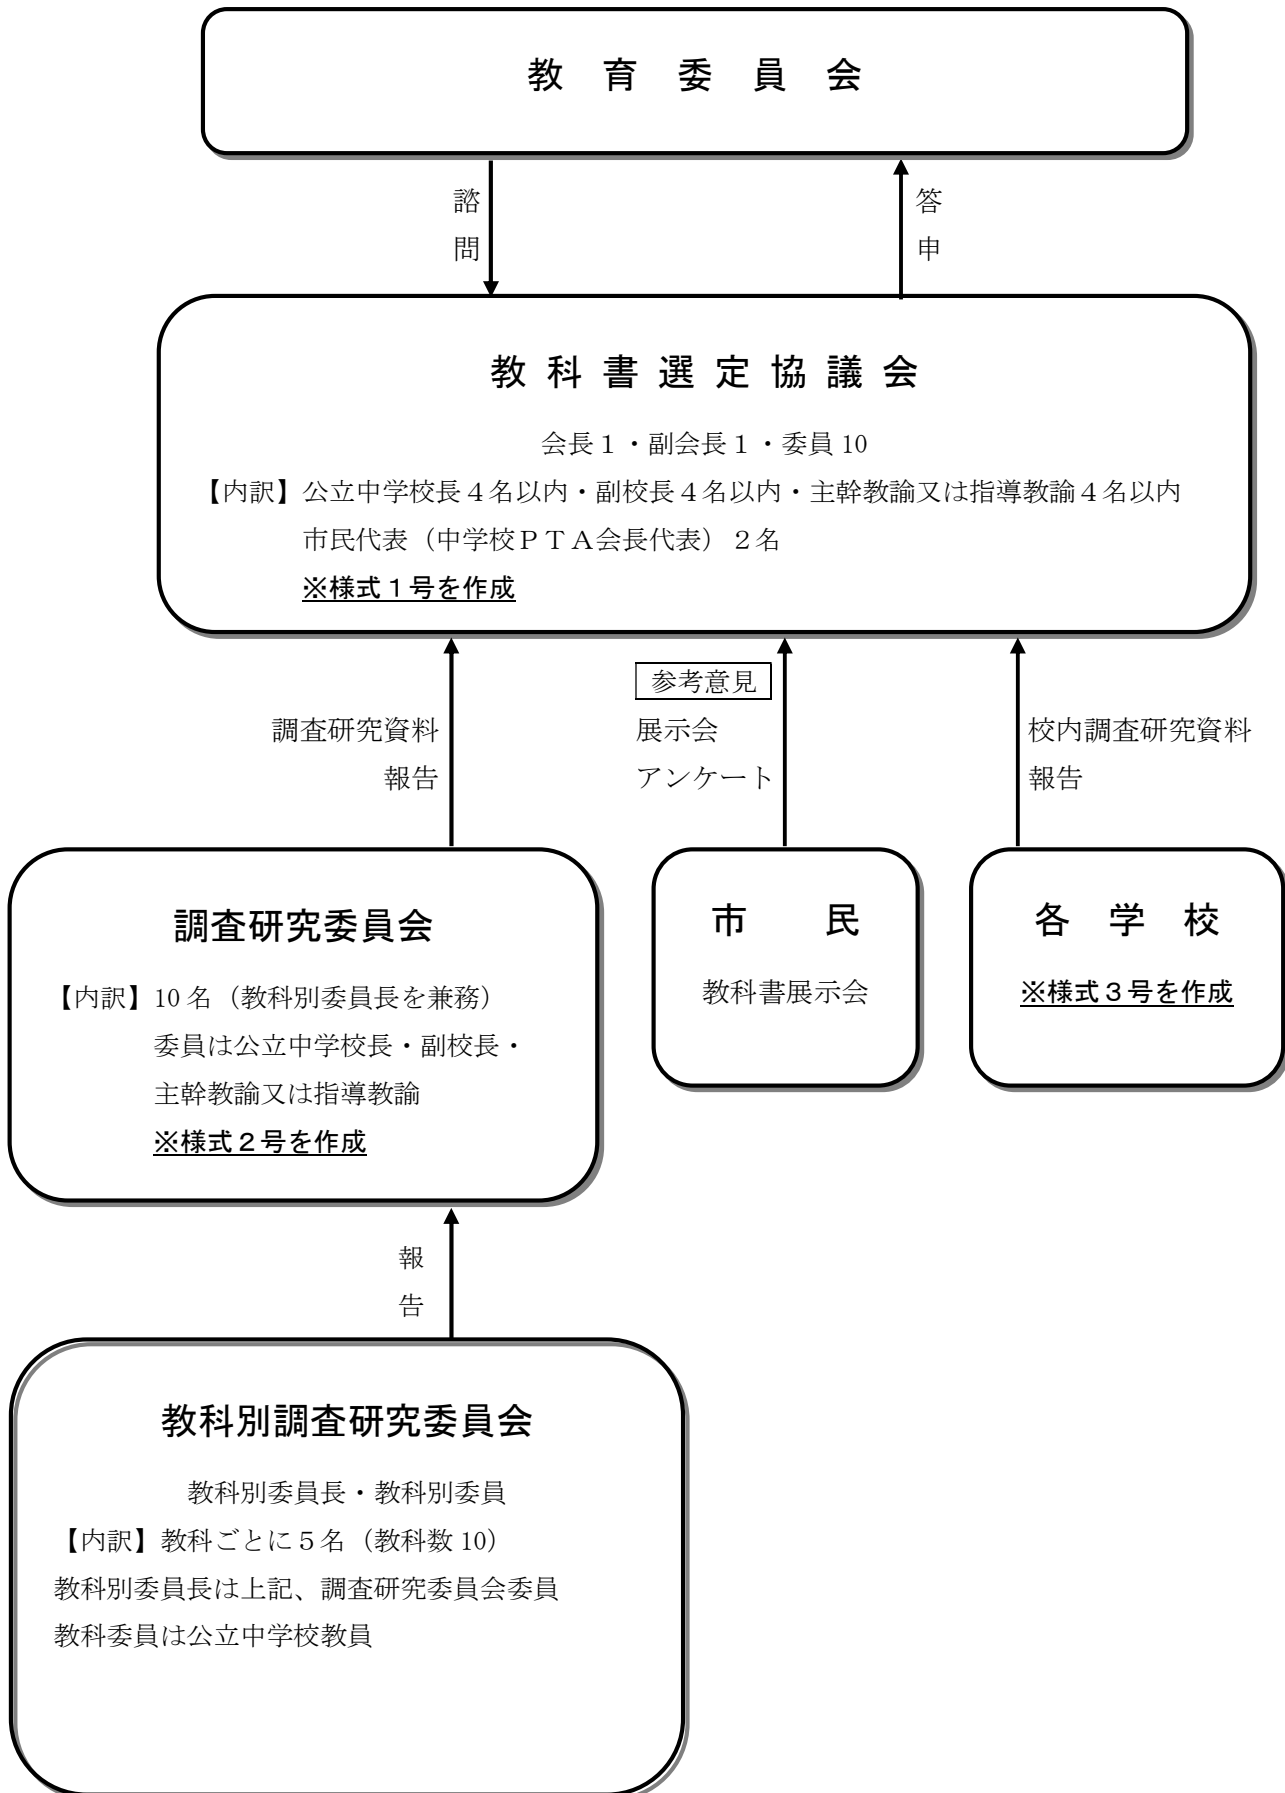 教育委員会
諮問
答申
教科書選定協議会
会長１・副会長１・委員10
【内訳】公立中学校長４名以内・副校長４名以内・主幹教諭又は指導教諭４名以内
市民代表（中学校ＰＴＡ会長代表）２名
※様式１号を作成
調査研究資料
報告
参考意見
展示会
アンケート
校内調査研究資料
報告
調査研究委員会
【内訳】10名（教科別委員長を兼務）
委員は公立中学校長・副校長・
主幹教諭又は指導教諭
※様式２号を作成
市民
教科書展示会
各学校
※様式３号を作成
報告
教科別調査研究委員会
教科別委員長・教科別委員
【内訳】教科ごとに５名（教科数10）
教科別委員長は上記、調査研究委員会委員
教科委員は公立中学校教員